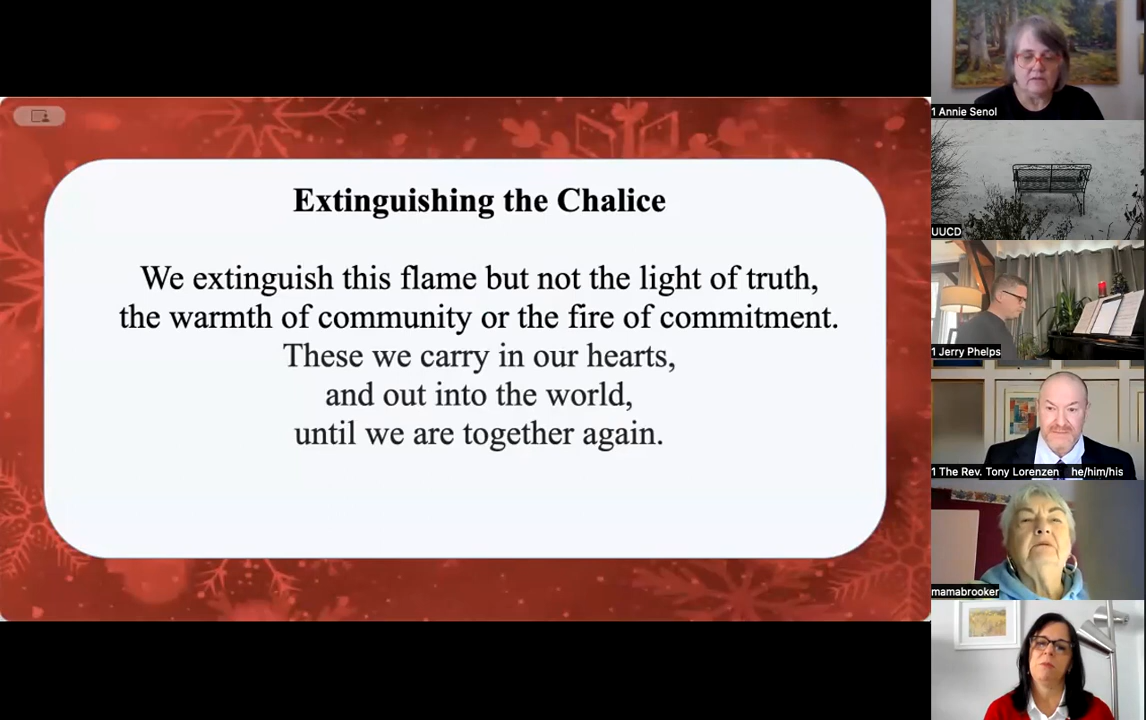 Extinguishing the Chalice
We extinguish this flame but not the light of truth,
the warmth of community or the fire of commitment.
These we carry in our hearts,
and out into the world,
until we are together again.
1 Annie Senol
UUCD
1 Jerry Phelps
1 The Rev. Tony Lorenzen he/him/his
mamabrooker